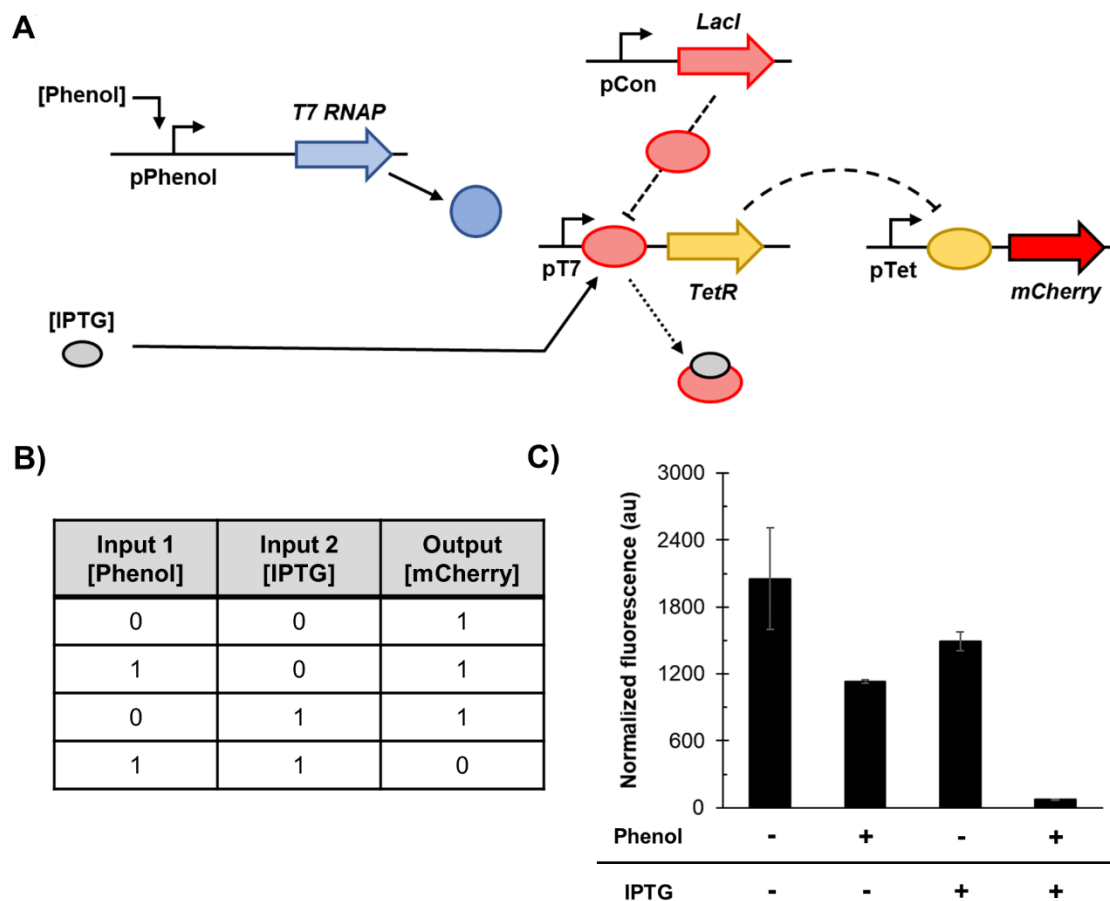 A
LacI
pCon
[Phenol]
T7 RNAP
pPhenol
pT7
TetR
pTet
mCherry
[IPTG]
B)
Input 1 [Phenol]
Input 2 [IPTG]
Output [mCherry]
0 0 1
1 0 1
0 1 1
1 1 0
C)
Normalized fluorescence (au)
3000
2400
1800
1200
600
0
Phenol - + - +
IPTG - - + +